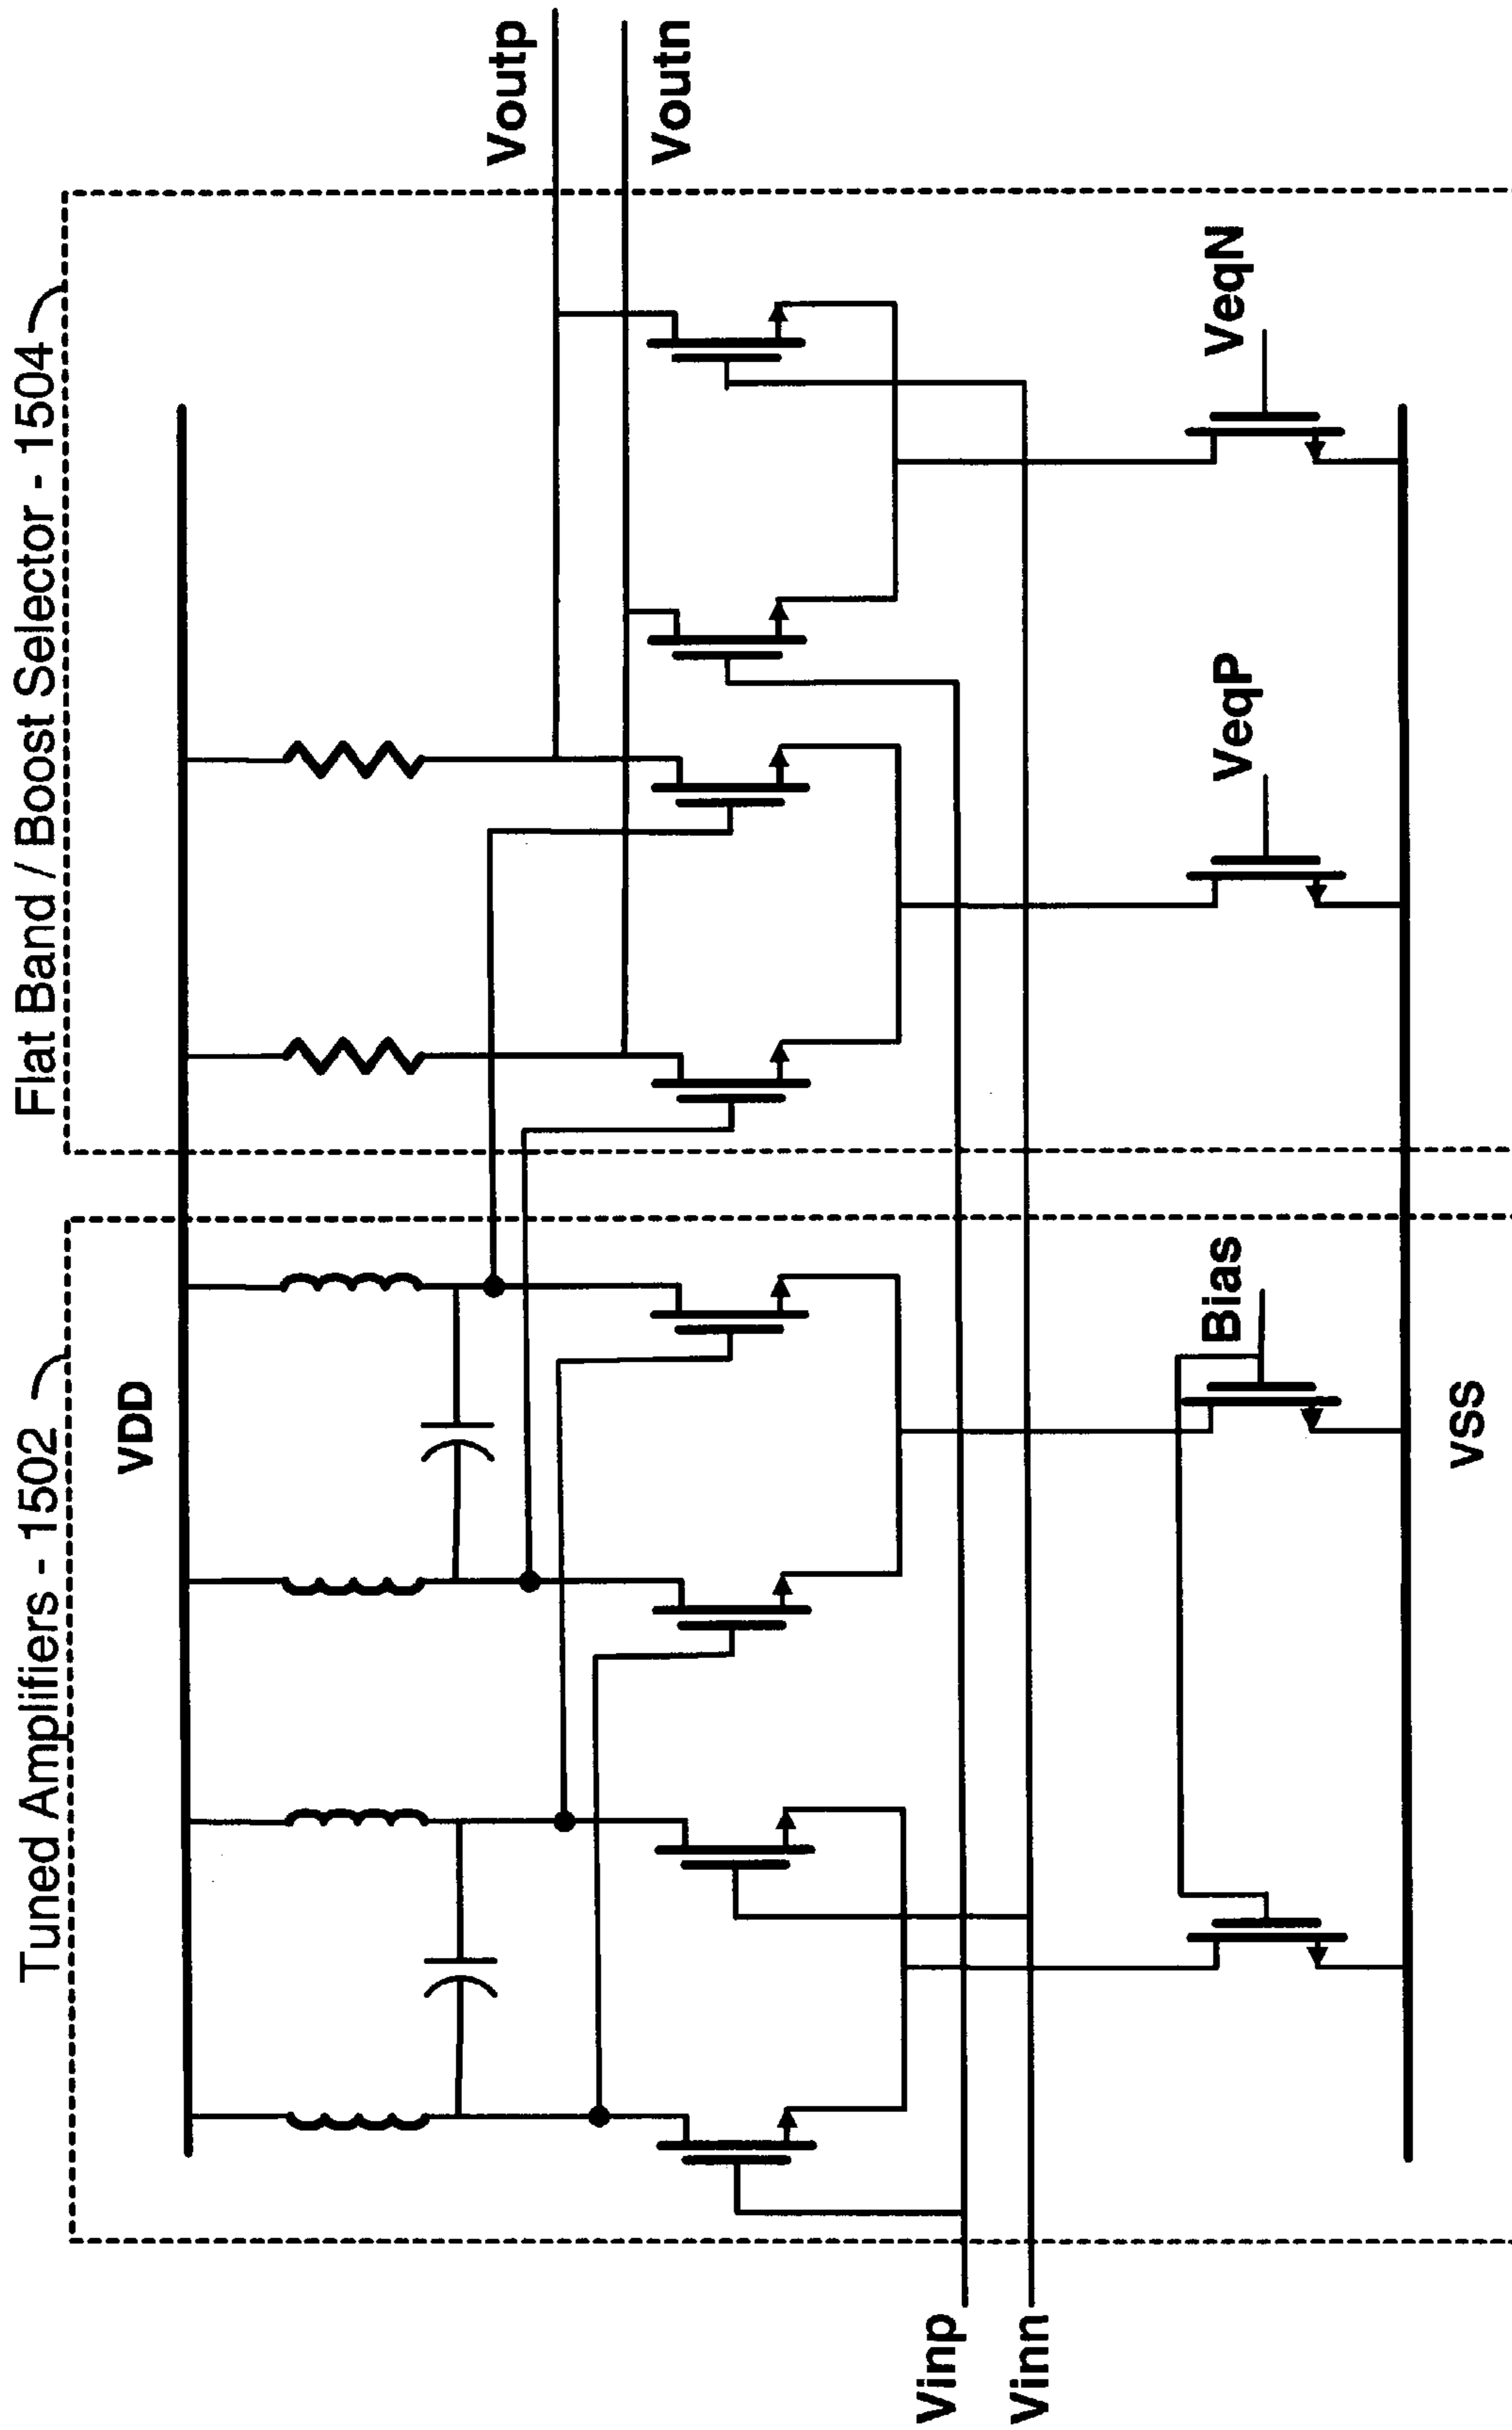 Tuned Amplifiers - 1502
Flat Band / Boost Selector - 1504
VDD
Voutp
Voutn
Vinp
Vinn
Bias
VeqP
VeqN
VSS